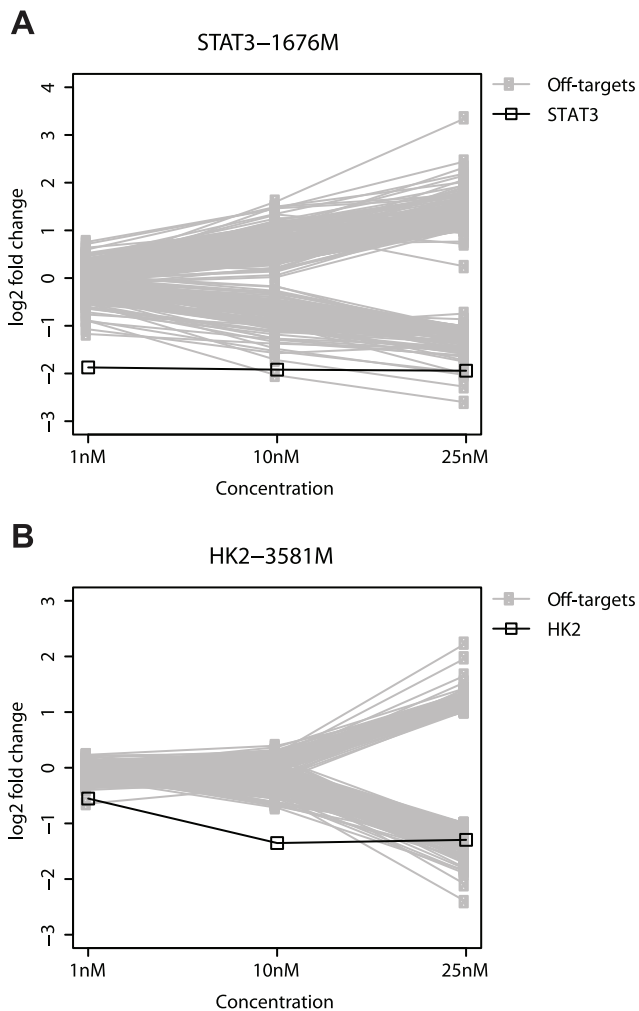 A
STAT3−1676M
Off-targets
STAT3
4
3
2
1
0
−1
−2
−3
log2 fold change
1nM 10nM 25nM
Concentration
B
HK2−3581M
Off-targets
HK2
3
2
1
0
−1
−2
−3
log2 fold change
1nM 10nM 25nM
Concentration